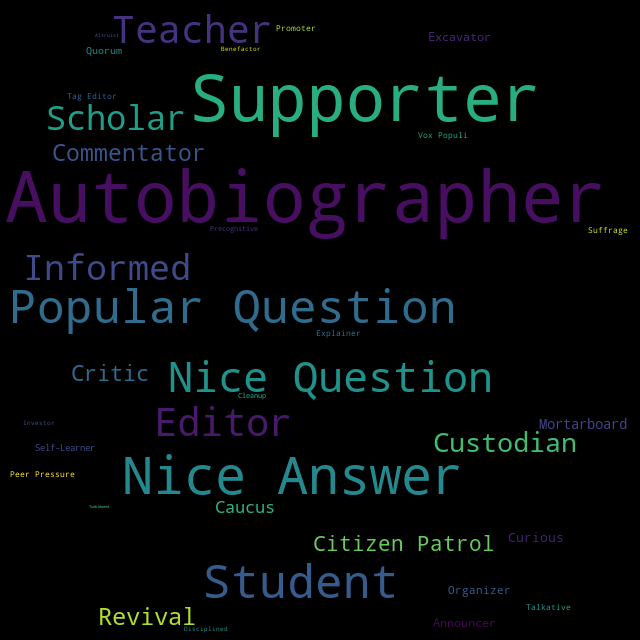 Teacher
Altruist
Promoter
Excavator
Quorum
Benefactor
Supporter
Tag Editor
Scholar
Vox Populi
Commentator
Autobiographer
Precognitive
Suffrage
Informed
Popular Question
Explainer
Critic
Nice Question
Cleanup
Editor
Investor
Mortarboard
Custodian
Self-Learner
Peer Pressure
Nice Answer
Caucus
Citizen Patrol
Curious
Student
Organizer
Talkative
Revival
Announcer
Disciplined